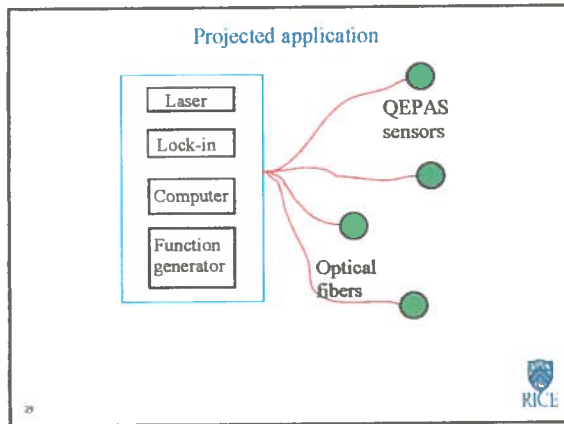 Projected application
Laser
Lock-in
Computer
Function
generator
QEPAS
sensors
Optical
fibers
RICE